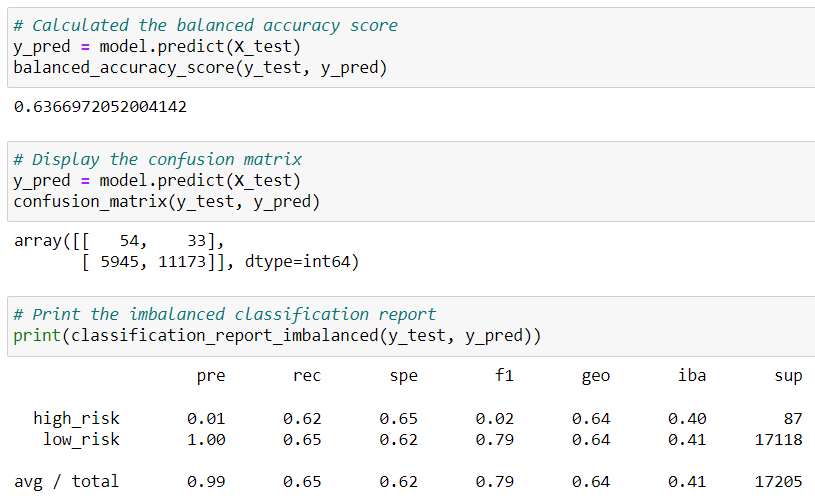 # Calculated the balanced accuracy score
y_pred = model.predict(X_test)
balanced_accuracy_score(y_test, y_pred)
0.6366972052004142
# Display the confusion matrix
y_pred = model.predict(X_test)
confusion_matrix(y_test, y_pred)
array([[   54,    33],
       [ 5945, 11173]], dtype=int64)
# Print the imbalanced classification report
print(classification_report_imbalanced(y_test, y_pred))
pre rec spe f1 geo iba sup
high_risk 0.01 0.62 0.65 0.02 0.64 0.40 87
low_risk 1.00 0.65 0.62 0.79 0.64 0.41 17118
avg / total 0.99 0.65 0.62 0.79 0.64 0.41 17205